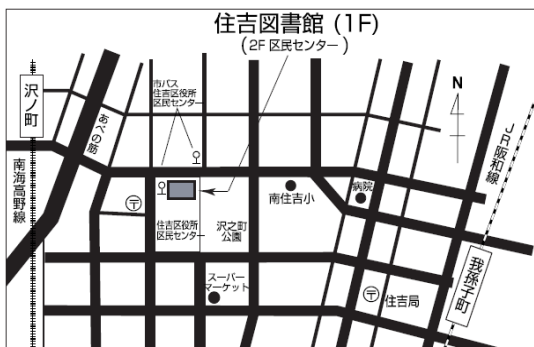 住吉図書館 (1F)
(2F 区民センター)
沢ノ町
市バス
住吉区役所
区民センター
あべの筋
N
JR阪和線
南海高野線
〒
住吉区役所
区民センター
沢之町
公園
南住吉小
病院
スーパー
マーケット
〒
住吉局
我孫子町